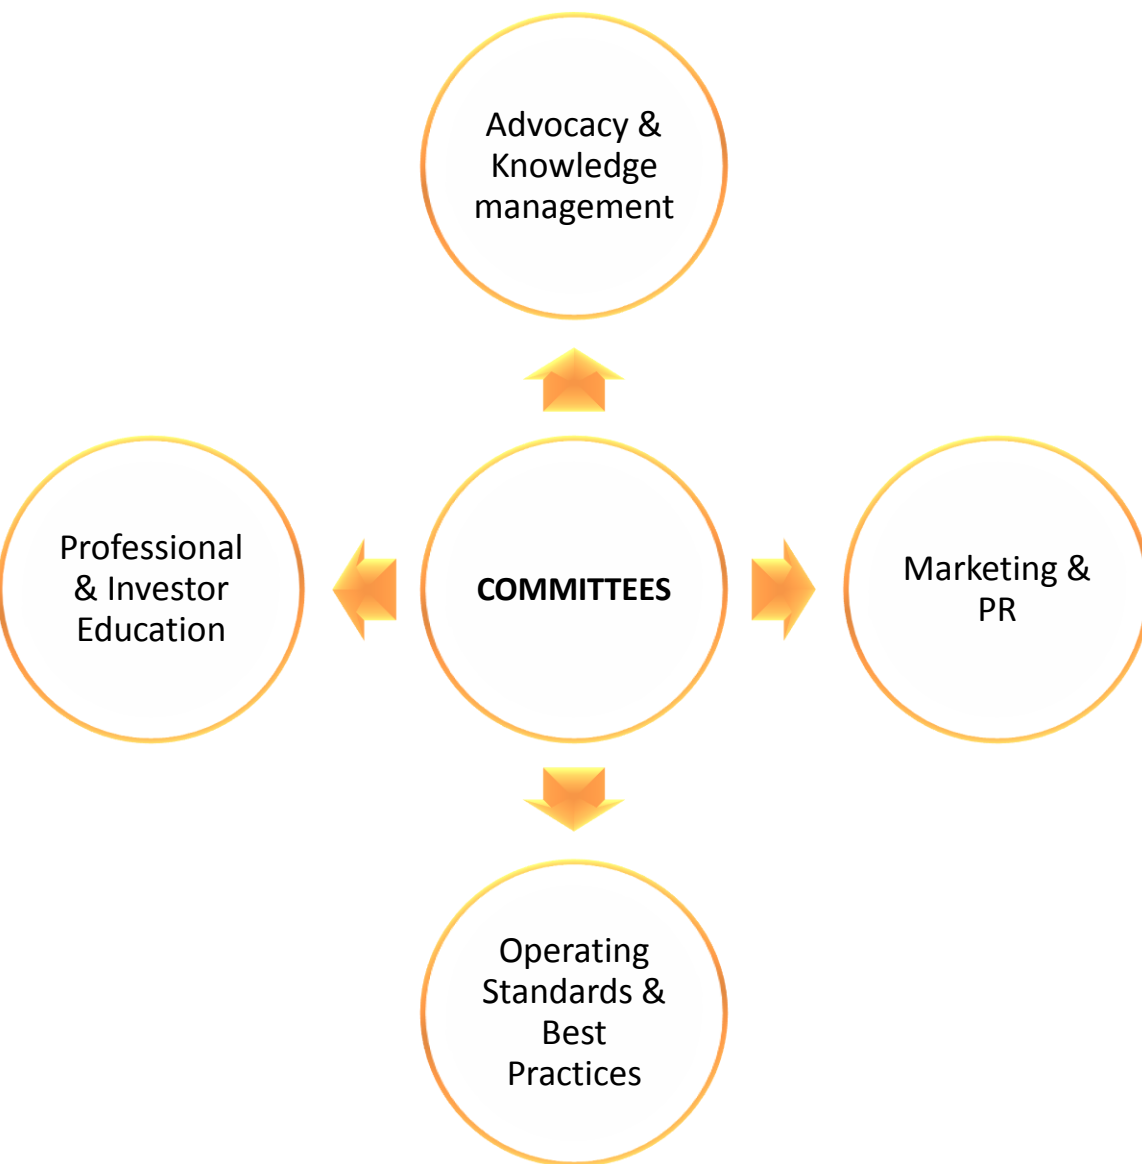 Advocacy &
Knowledge
management
Professional
& Investor
Education
COMMITTEES
Marketing &
PR
Operating
Standards &
Best
Practices